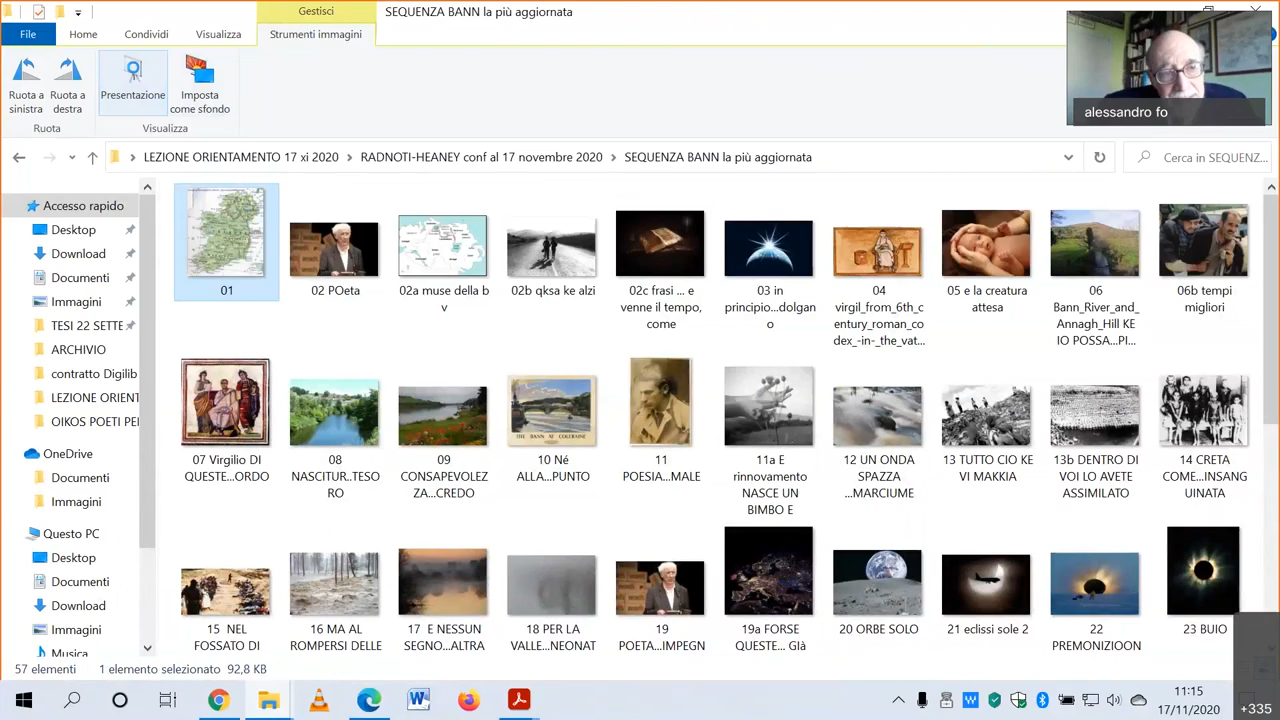 Gestisci
SEQUENZA BANN la più aggiornata
File
Home
Condividi
Visualizza
Strumenti immagini
Ruota a sinistra
Ruota a destra
Presentazione
Imposta come sfondo
Ruota
Visualizza
alessandro fo
LEZIONE ORIENTAMENTO 17 xi 2020
RADNOTI-HEANEY conf al 17 novembre 2020
SEQUENZA BANN la più aggiornata
Cerca in SEQUENZ...
Accesso rapido
Desktop
Download
Documenti
Immagini
TESI 22 SETTE
ARCHIVIO
contratto Digilib
LEZIONE ORIENT
OIKOS POETI PE
OneDrive
Documenti
Immagini
Questo PC
Desktop
Documenti
Download
Immagini
Musica
01
02 POeta
02a muse della b
v
02b qksa ke alzi
02c frasi ... e
venne il tempo,
come
03 in
principio...dolgan
o
04
virgil_from_6th_c
entury_roman_co
dex_-in-_the_vat...
05 e la creatura
attesa
06
Bann_River_and_
Annagh_Hill KE
IO POSSA...PI...
06b tempi
migliori
07 Virgilio DI
QUESTE...ORDO
08
NASCITUR..TESO
RO
09
CONSAPEVOLEZ
ZA...CREDO
THE BANN AT COLERAINE
10 Né
ALLA...PUNTO
11
POESIA...MALE
11a E
rinnovamento
NASCE UN
BIMBO E
12 UN ONDA
SPAZZA
...MARCIUME
13 TUTTO CIO KE
VI MAKKIA
13b DENTRO DI
VOI LO AVETE
ASSIMILATO
14 CRETA
COME...INSANG
UINATA
15 NEL
FOSSATO DI
16 MA AL
ROMPERSI DELLE
17 E NESSUN
SEGNO...ALTRA
18 PER LA
VALLE...NEONAT
19
POETA...IMPEGN
19a FORSE
QUESTE... GIà
20 ORBE SOLO
21 eclissi sole 2
22
PREMONIZIOON
23 BUIO
57 elementi
1 elemento selezionato 92,8 KB
11:15
17/11/2020
+335